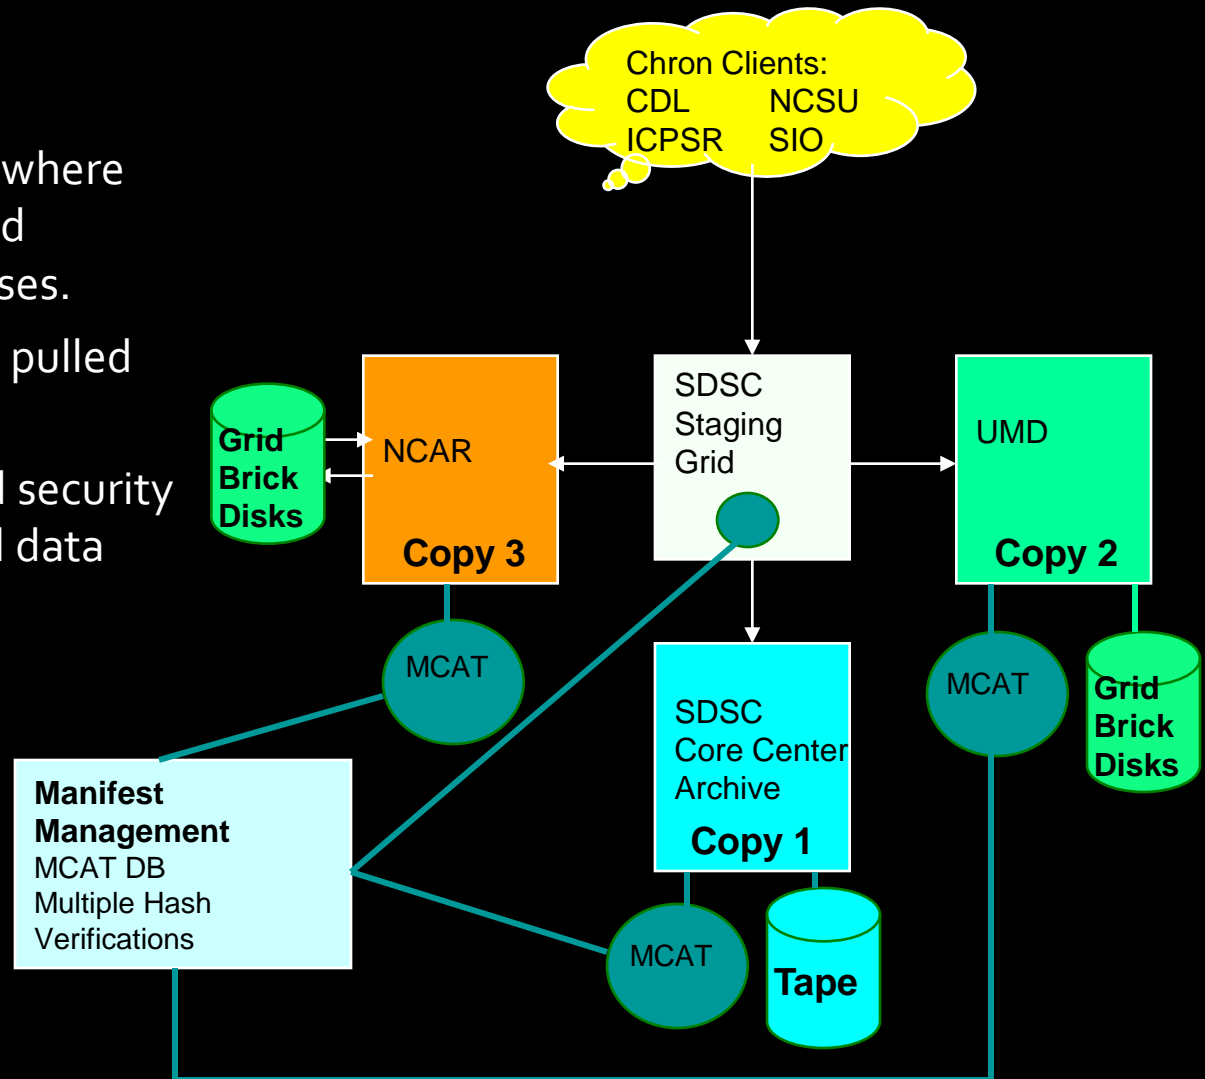 Chron Clients:
CDL NCSU
ICPSR SIO
where
d
ses.
pulled
security
data
Grid
Brick
Disks
NCAR
Copy 3
SDSC
Staging
Grid
UMD
Copy 2
MCAT
SDSC
Core Center
Archive
Copy 1
MCAT
Grid
Brick
Disks
Manifest
Management
MCAT DB
Multiple Hash
Verifications
MCAT
Tape